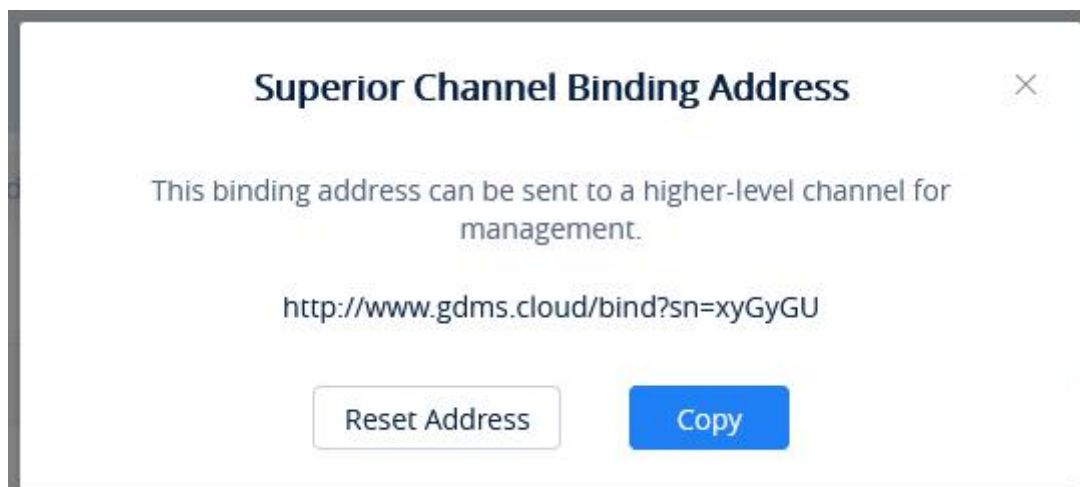 Superior Channel Binding Address
This binding address can be sent to a higher-level channel for
management.
http://www.gdms.cloud/bind?sn=xyGyGU
Reset Address
Copy